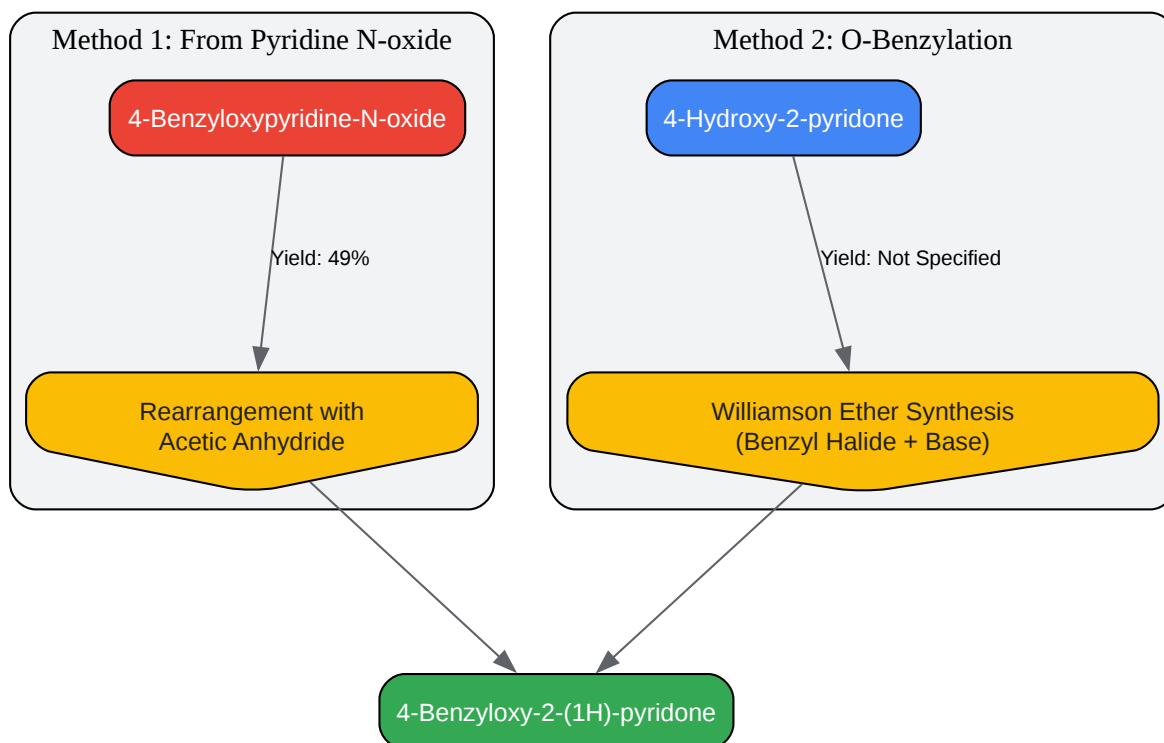 Method 1: From Pyridine N-oxide
4-Benzyloxypyridine-N-oxide
Yield: 49%
Rearrangement with
Acetic Anhydride
Method 2: O-Benzylation
4-Hydroxy-2-pyridone
Yield: Not Specified
Williamson Ether Synthesis
(Benzyl Halide + Base)
4-Benzyloxy-2-(1H)-pyridone